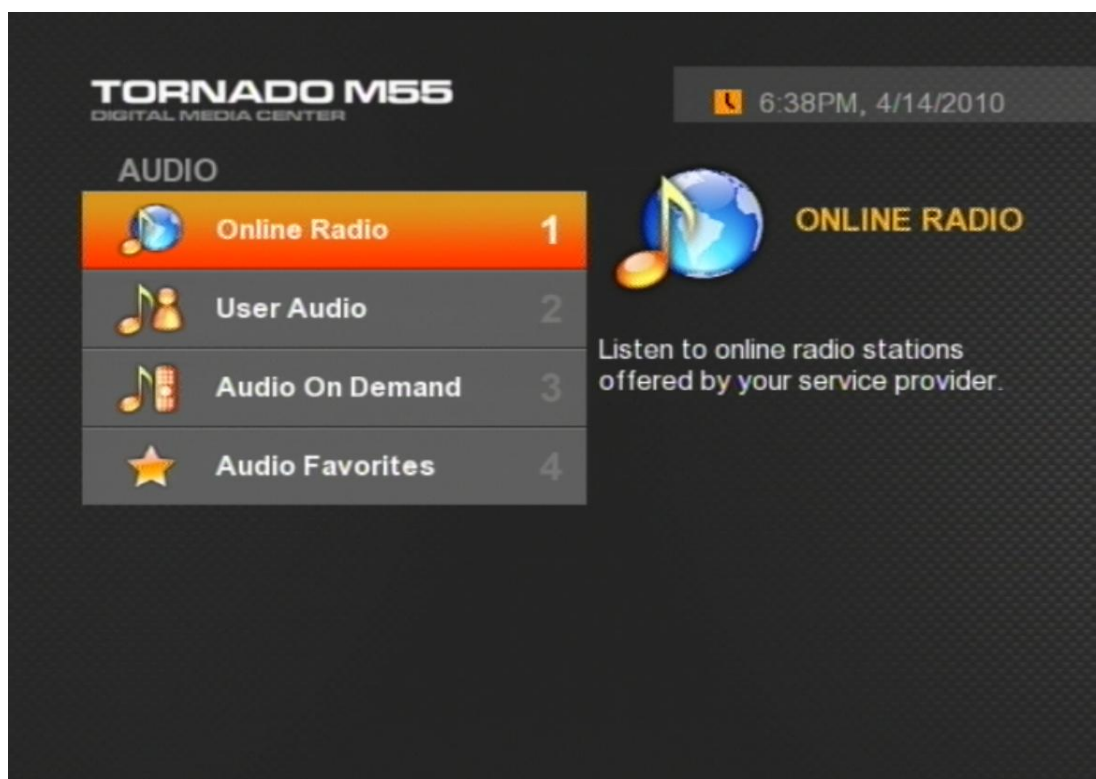 TORNADO M55
DIGITAL MEDIA CENTER
6:38PM, 4/14/2010
AUDIO
Online Radio 1
User Audio 2
Audio On Demand 3
Audio Favorites 4
ONLINE RADIO
Listen to online radio stations
offered by your service provider.